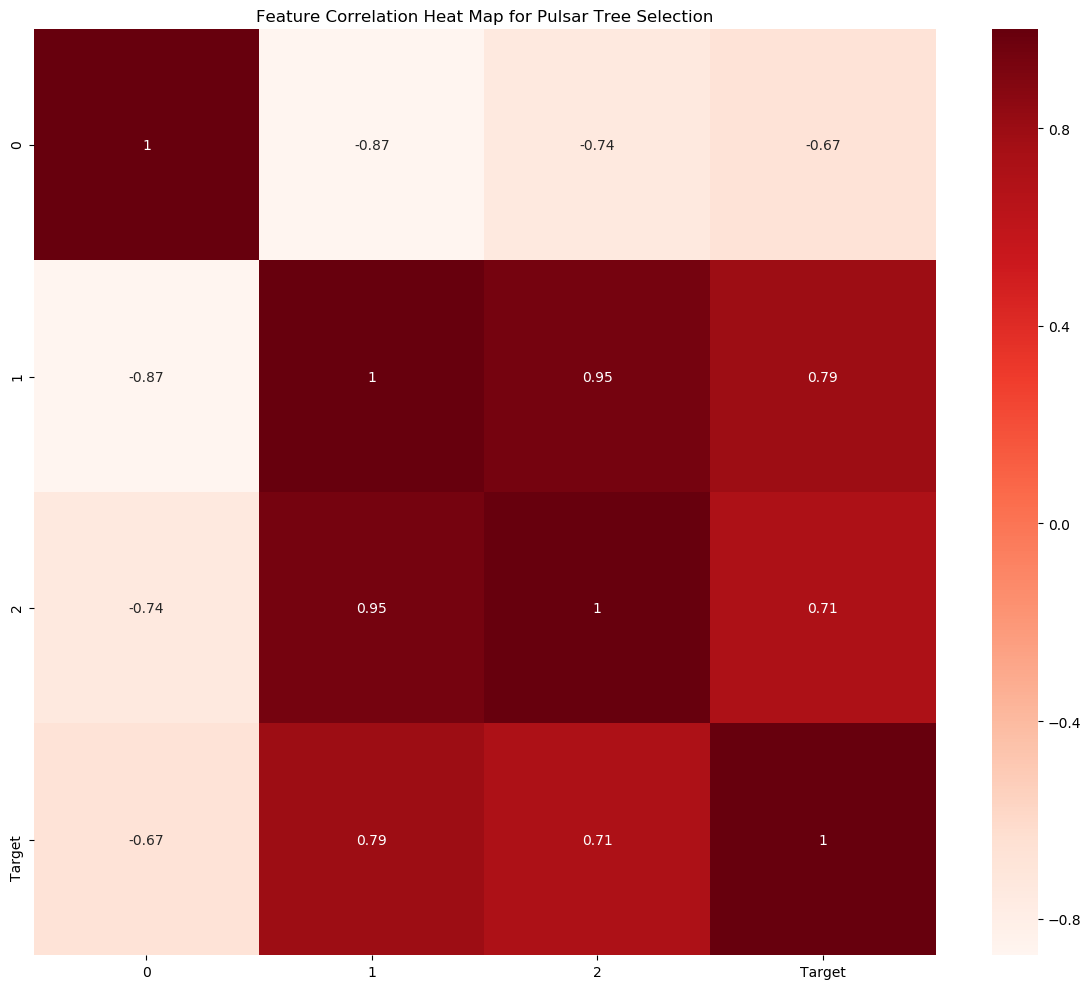 Feature Correlation Heat Map for Pulsar Tree Selection
0 1 -0.87 -0.74 -0.67
1 -0.87 1 0.95 0.79
2 -0.74 0.95 1 0.71
Target -0.67 0.79 0.71 1
0 1 2 Target
0.8
0.4
0.0
−0.4
−0.8